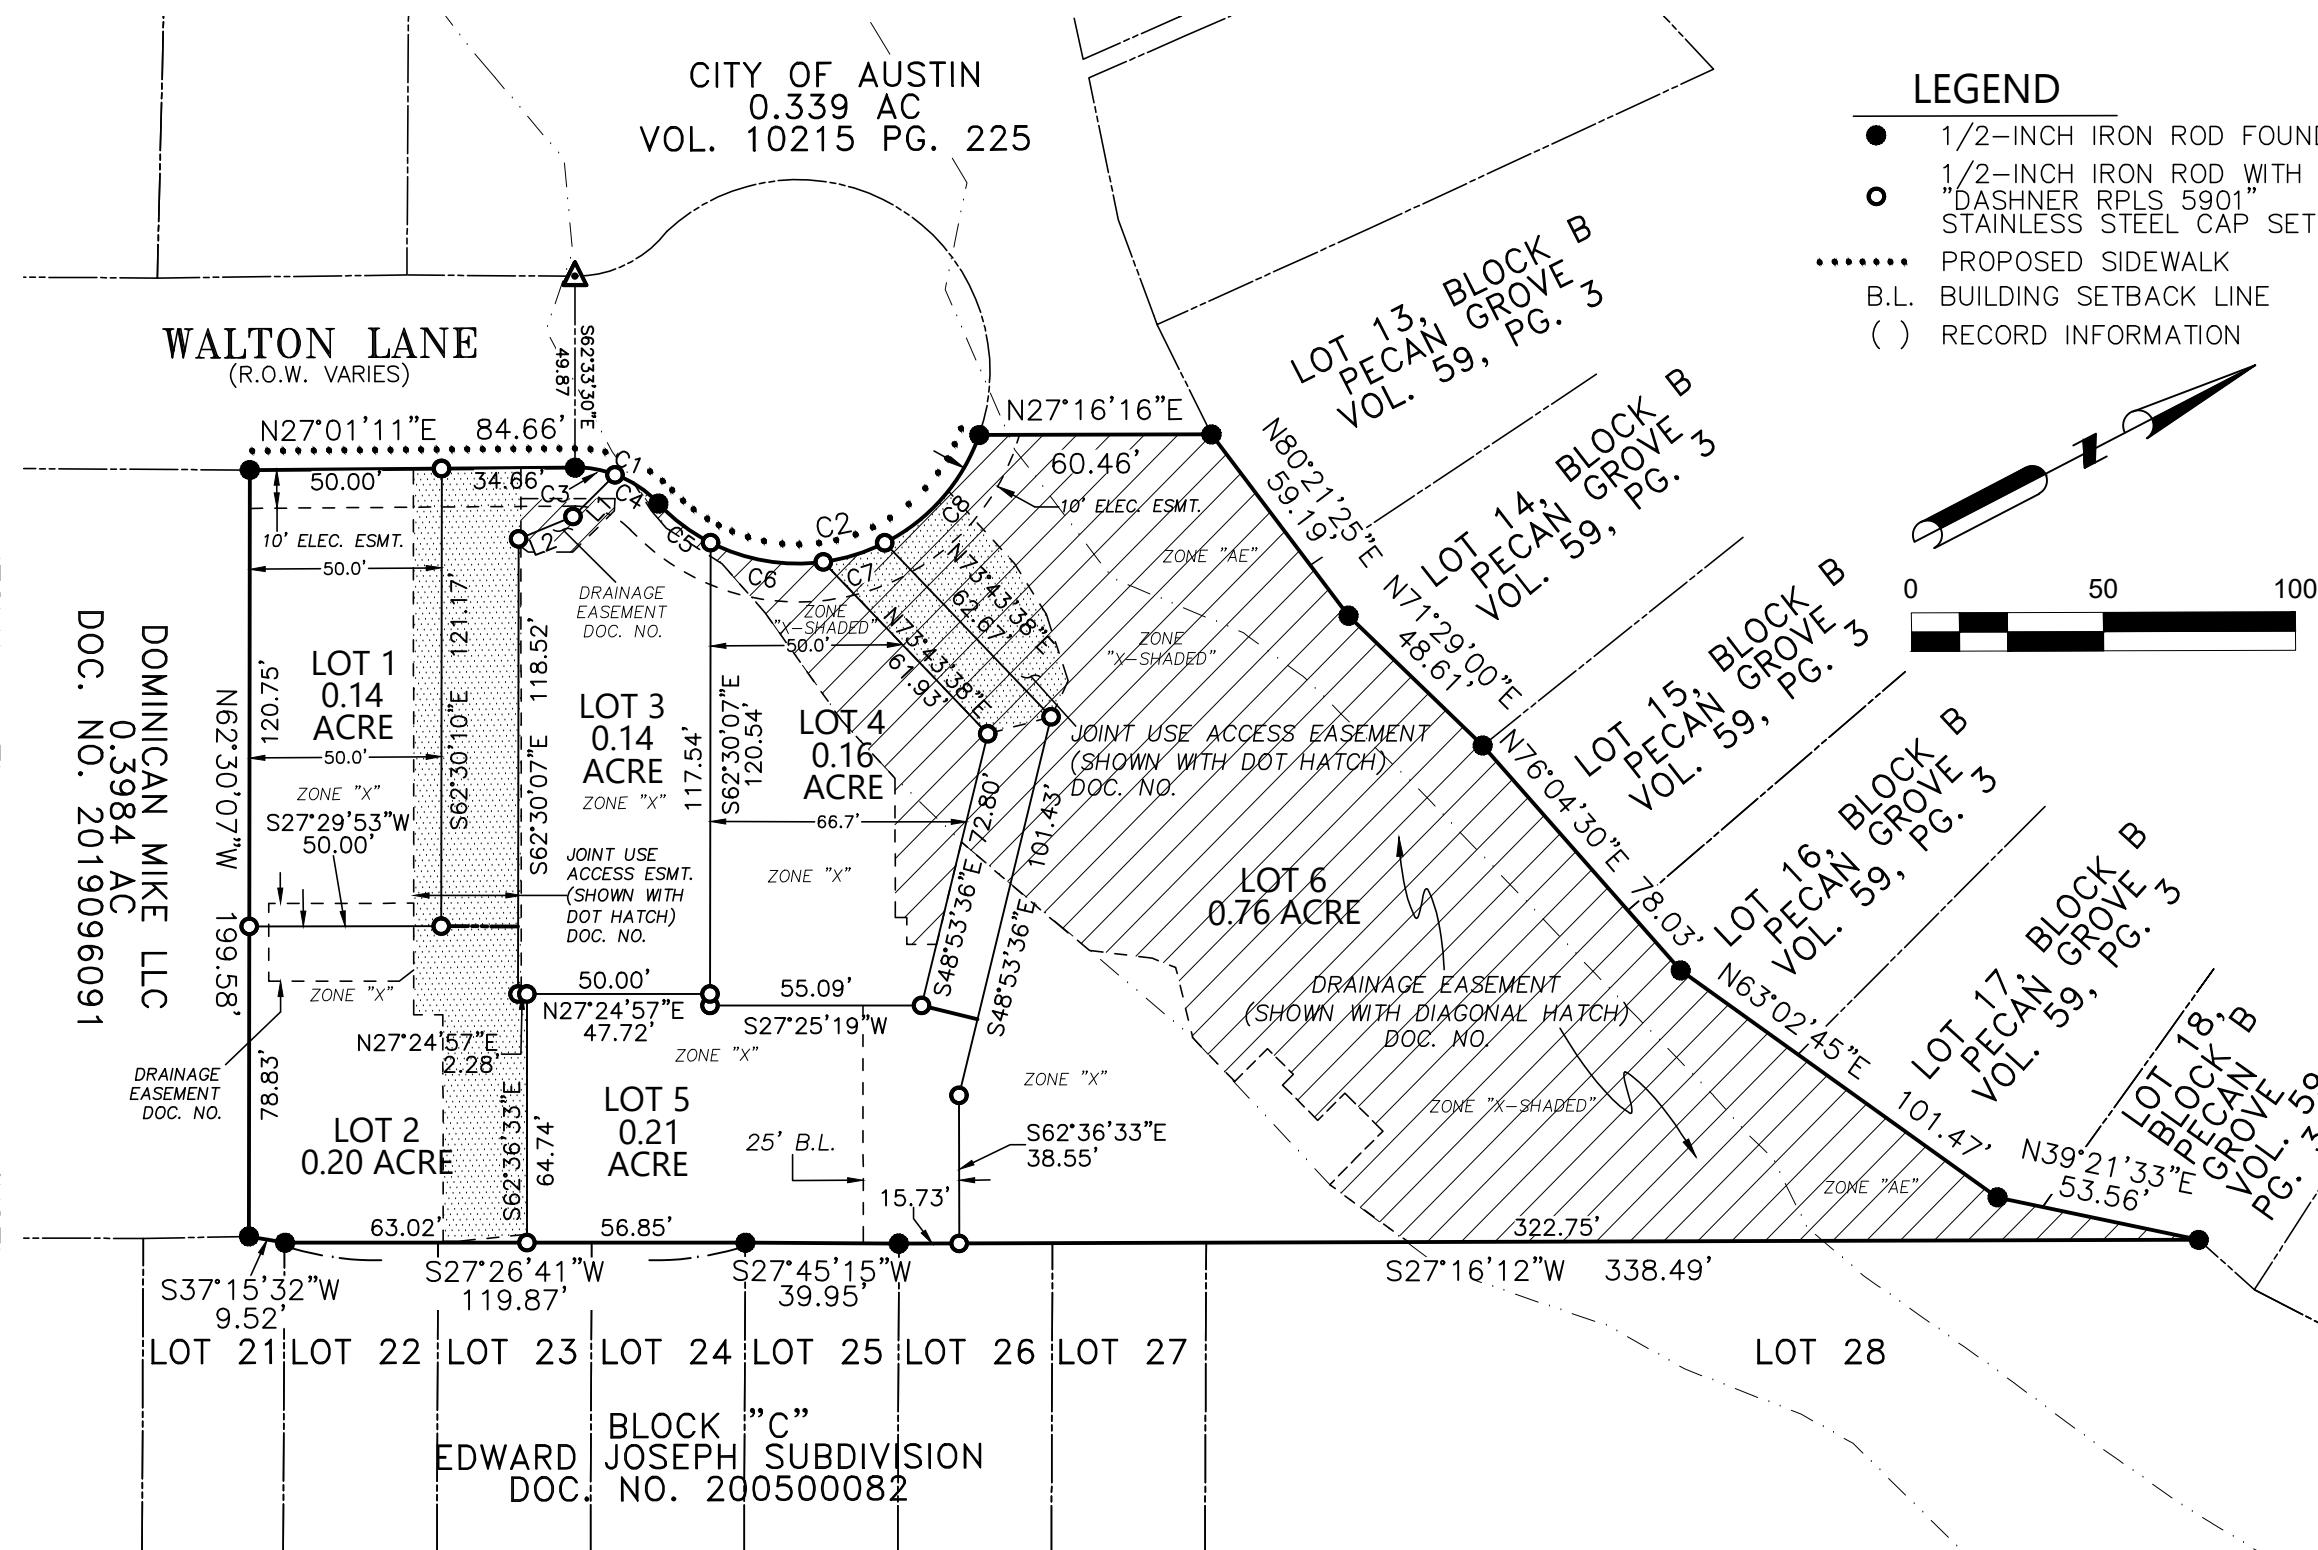 CITY OF AUSTIN
0.339 AC
VOL. 10215 PG. 225
LEGEND
1/2-INCH IRON ROD FOUND
1/2-INCH IRON ROD WITH
"DASHNER RPLS 5901"
STAINLESS STEEL CAP SET
PROPOSED SIDEWALK
B.L. BUILDING SETBACK LINE
( ) RECORD INFORMATION
0 50 100
WALTON LANE
(R.O.W. VARIES)
S62°33'30"E
49.87
N27°01'11"E 84.66'
50.00'
34.66'
C1
C3
C4
L1
L2
C5
C2
C6
C7
C8
N27°16'16"E
60.46'
10' ELEC. ESMT.
10' ELEC. ESMT.
50.0'
N80°21'25"E
59.19'
N71°29'00"E
48.61'
N76°04'30"E 78.03'
N63°02'45"E 101.47'
N39°21'33"E
53.56'
LOT 13, BLOCK B
PECAN GROVE
VOL. 59, PG. 3
LOT 14, BLOCK B
PECAN GROVE
VOL. 59, PG. 3
LOT 15, BLOCK B
PECAN GROVE
VOL. 59, PG. 3
LOT 16, BLOCK B
PECAN GROVE
VOL. 59, PG. 3
LOT 17, BLOCK B
PECAN GROVE
VOL. 59, PG. 3
LOT 18,
BLOCK B
PECAN
GROVE
VOL. 59
PG. 3
DOMINICAN MIKE LLC
0.3984 AC
DOC. NO. 2019096091
N62°30'07"W 199.58'
120.75'
78.83'
LOT 1
0.14
ACRE
50.0'
ZONE "X"
S27°29'53"W
50.00'
S62°30'10"E 121.17'
S62°30'07"E 118.52'
DRAINAGE
EASEMENT
DOC. NO.
LOT 3
0.14
ACRE
ZONE "X"
JOINT USE
ACCESS ESMT.
(SHOWN WITH
DOT HATCH)
DOC. NO.
117.54'
S62°30'07"E
120.54'
ZONE
"X-SHADED"
50.0'
LOT 4
0.16
ACRE
66.7'
ZONE "X"
N73°43'38"E
61.93'
N73°43'38"E
62.67'
ZONE "AE"
ZONE
"X-SHADED"
JOINT USE ACCESS EASEMENT
(SHOWN WITH DOT HATCH)
DOC. NO.
S48°53'36"E 72.80'
S48°53'36"E
101.43'
LOT 6
0.76 ACRE
DRAINAGE EASEMENT
(SHOWN WITH DIAGONAL HATCH)
DOC. NO.
ZONE "X-SHADED"
ZONE "AE"
ZONE "X"
50.00'
N27°24'57"E
47.72'
55.09'
S27°25'19"W
ZONE "X"
N27°24'57"E
2.28'
ZONE "X"
DRAINAGE
EASEMENT
DOC. NO.
LOT 2
0.20 ACRE
S62°36'33"E
64.74'
LOT 5
0.21
ACRE
25' B.L.
S62°36'33"E
38.55'
15.73'
63.02'
56.85'
322.75'
S37°15'32"W
9.52'
S27°26'41"W
119.87'
S27°45'15"W
39.95'
S27°16'12"W 338.49'
LOT 21
LOT 22
LOT 23
LOT 24
LOT 25
LOT 26
LOT 27
LOT 28
BLOCK "C"
EDWARD JOSEPH SUBDIVISION
DOC. NO. 200500082